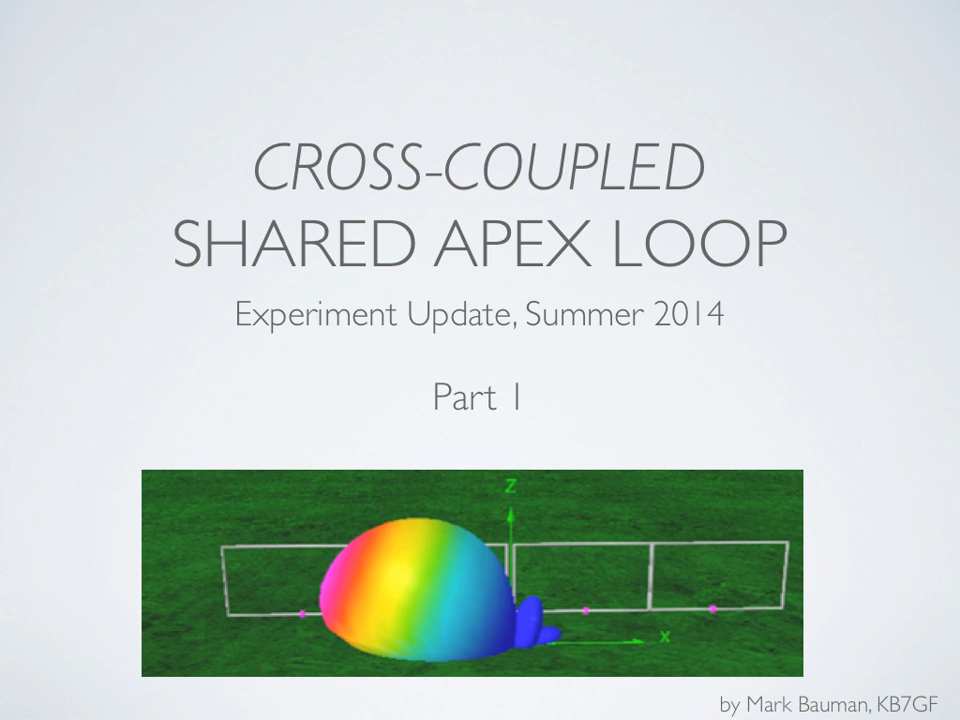 CROSS-COUPLED
SHARED APEX LOOP
Experiment Update, Summer 2014
Part 1
Z
X
by Mark Bauman, KB7GF